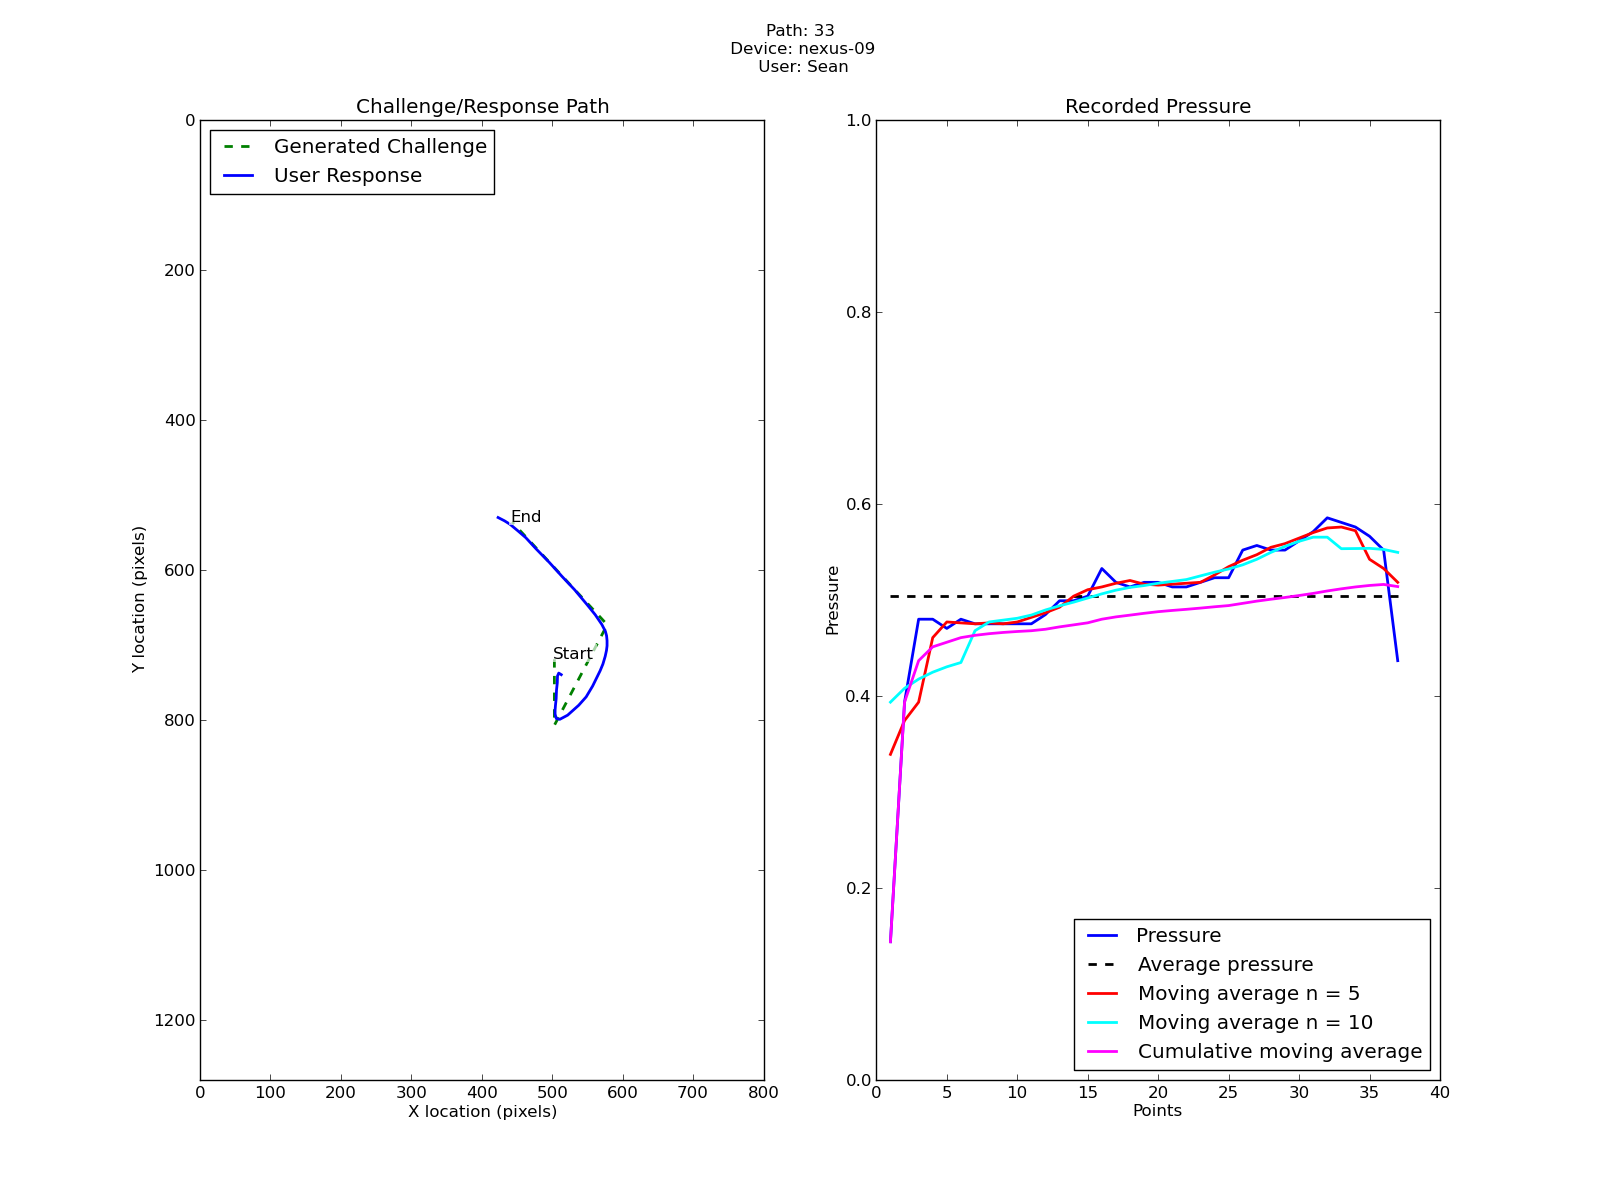 Path: 33
Device: nexus-09
User: Sean
Challenge/Response Path
0
200
400
600
800
1000
1200
Y location (pixels)
Generated Challenge
User Response
End
Start
0 100 200 300 400 500 600 700 800
X location (pixels)
Recorded Pressure
1.0
0.8
0.6
0.4
0.2
0.0
Pressure
Pressure
Average pressure
Moving average n = 5
Moving average n = 10
Cumulative moving average
0 5 10 15 20 25 30 35 40
Points